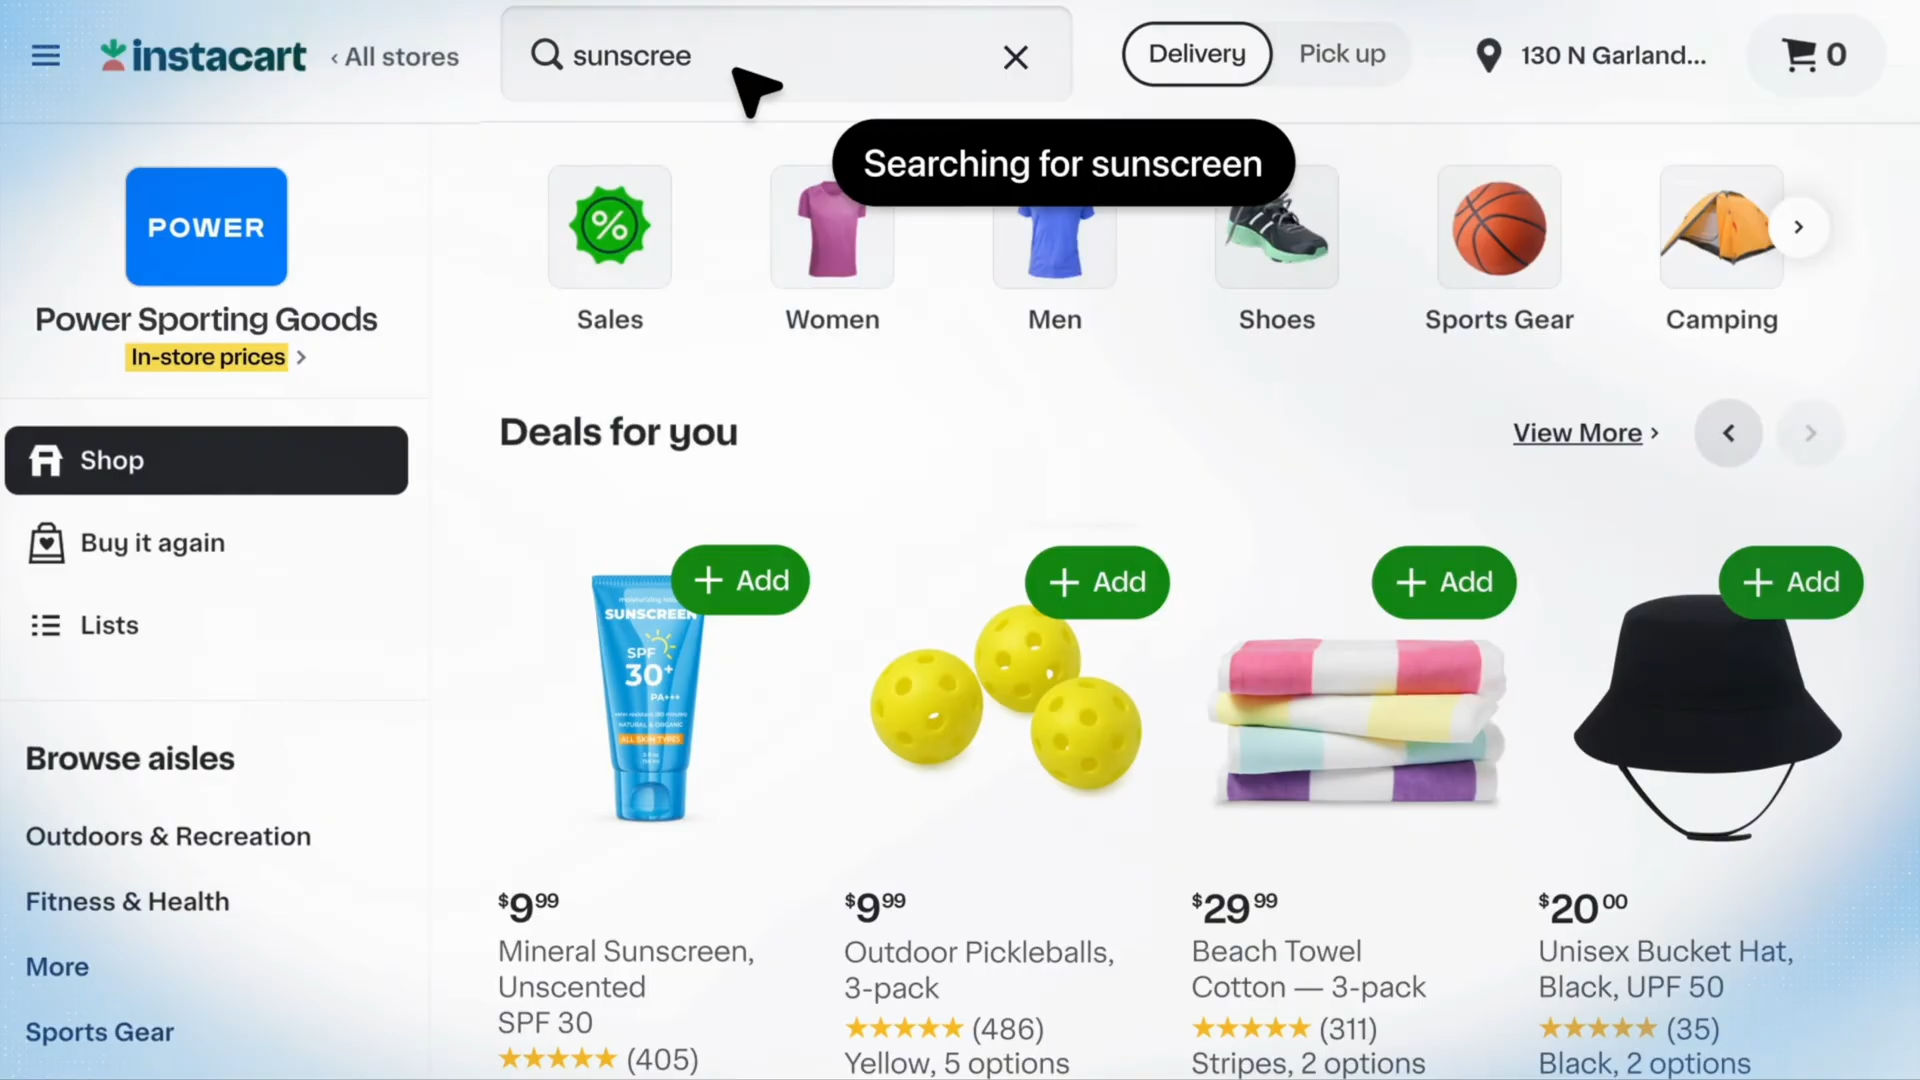 instacart
All stores
sunscree
Delivery
Pick up
130 N Garland...
0
Searching for sunscreen
POWER
Power Sporting Goods
In-store prices
Sales
Women
Men
Shoes
Sports Gear
Camping
Shop
Buy it again
Lists
Browse aisles
Outdoors & Recreation
Fitness & Health
More
Sports Gear
Deals for you
View More
Add
Add
Add
Add
SUNSCREEN
SPF
30+
PA+++
NATURAL & ORGANIC
ALL SKIN TYPES
$9.99
Mineral Sunscreen,
Unscented
SPF 30
(405)
$9.99
Outdoor Pickleballs,
3-pack
(486)
Yellow, 5 options
$29.99
Beach Towel
Cotton — 3-pack
(311)
Stripes, 2 options
$20.00
Unisex Bucket Hat,
Black, UPF 50
(35)
Black, 2 options